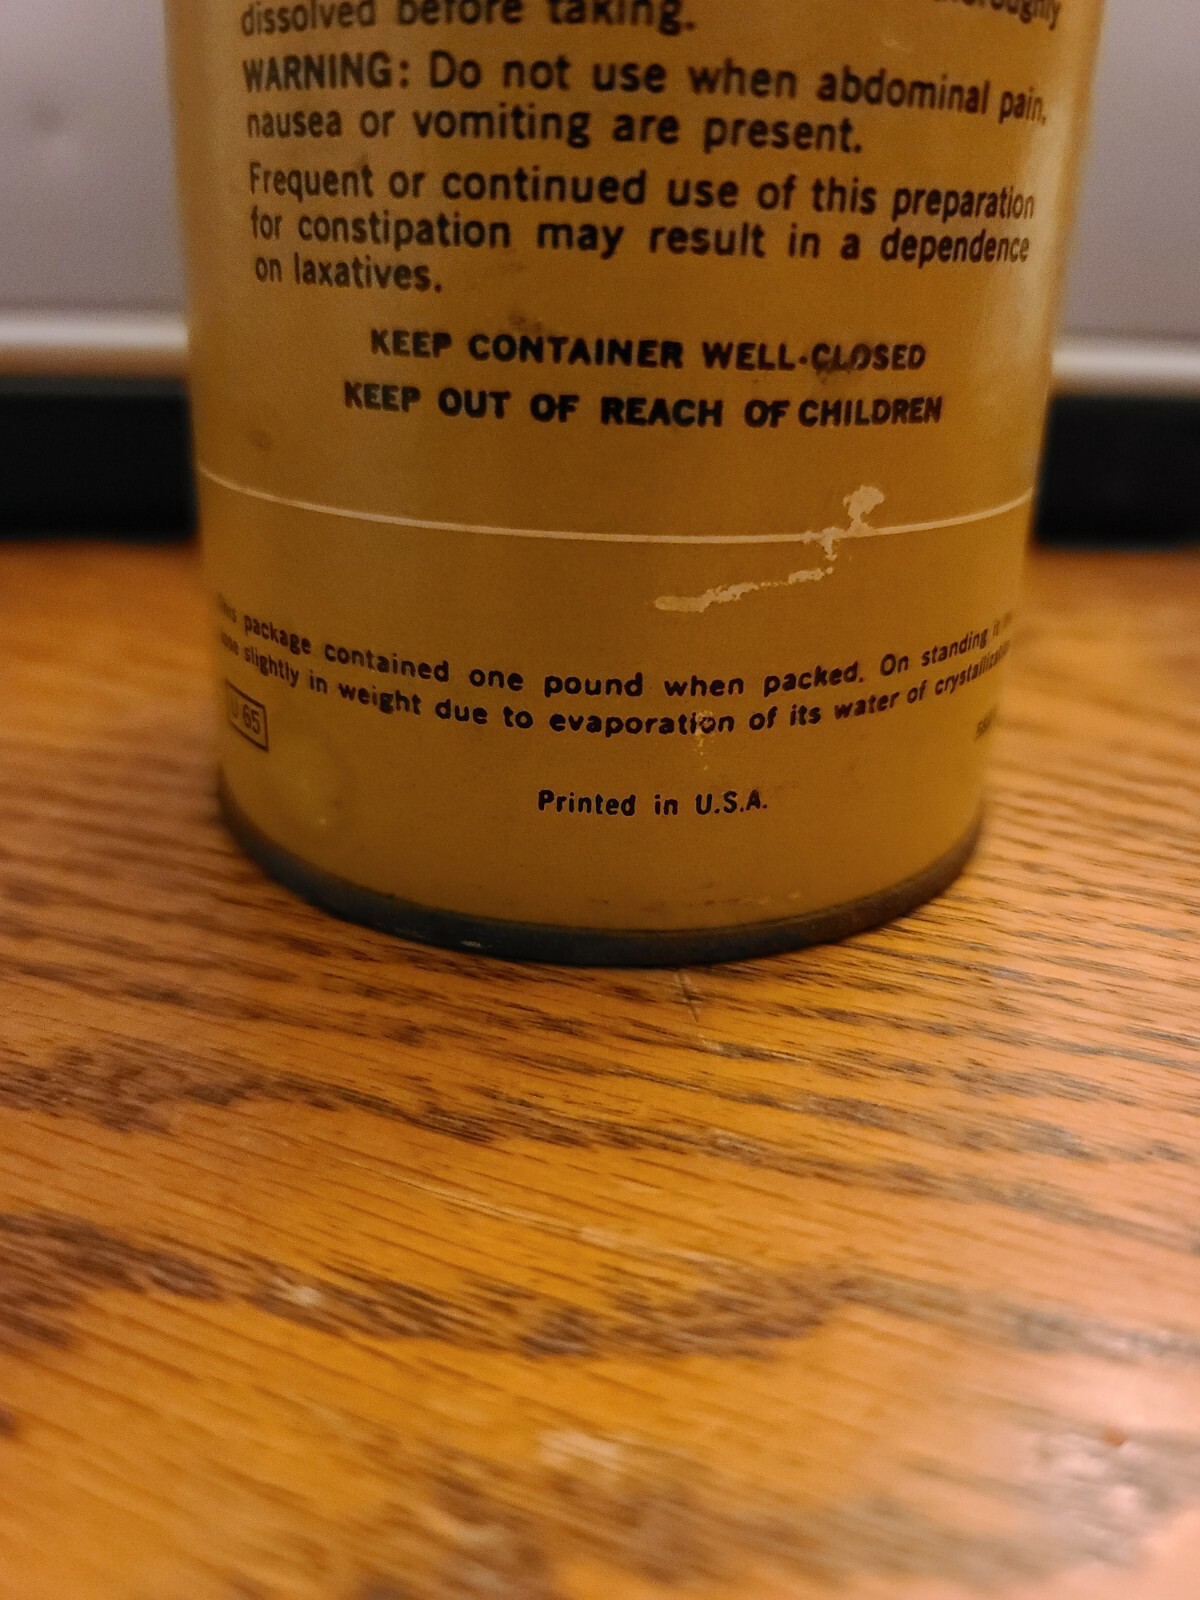 dissolved before taking.
WARNING: Do not use when abdominal pain,
nausea or vomiting are present.
Frequent or continued use of this preparation
for constipation may result in a dependence
on laxatives.
KEEP CONTAINER WELL-CLOSED
KEEP OUT OF REACH OF CHILDREN
package contained one pound when packed. On standing it
slightly in weight due to evaporation of its water of
65
Printed in U.S.A.